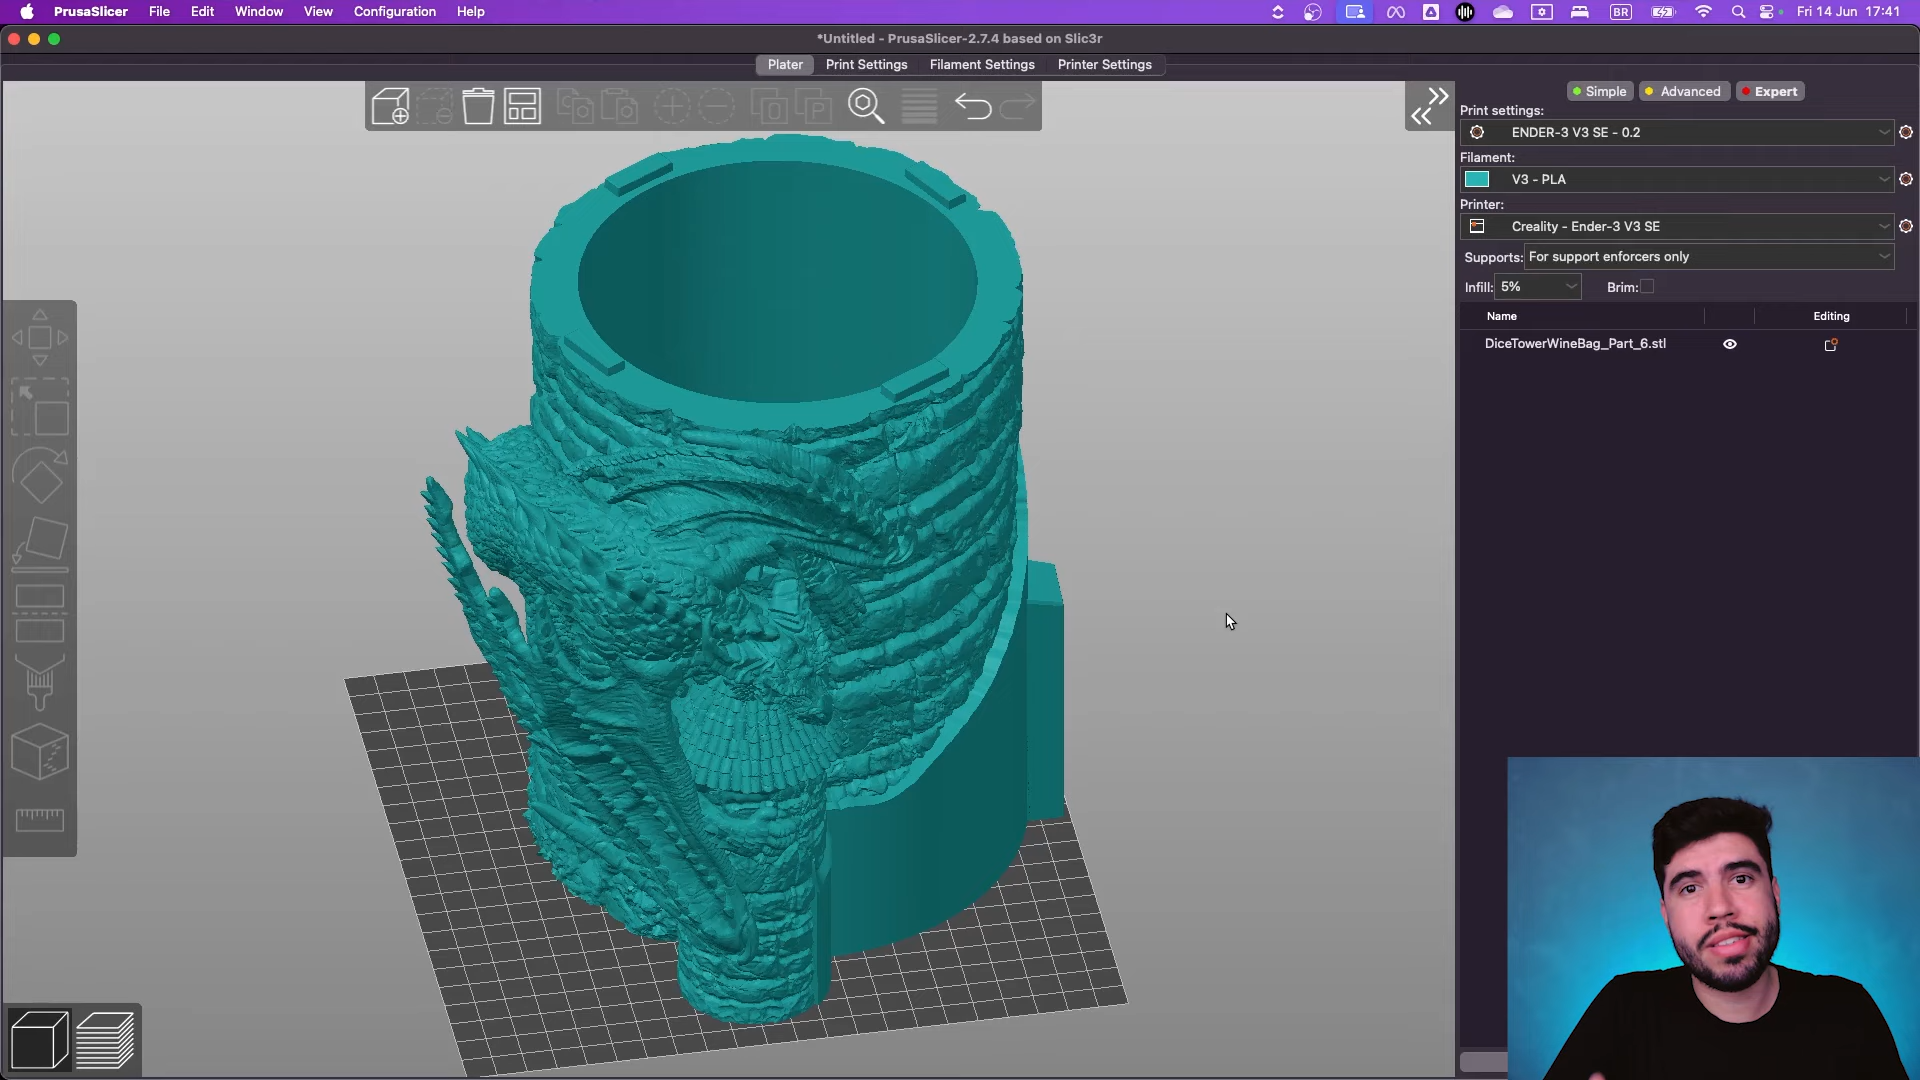 PrusaSlicer File Edit Window View Configuration Help BR Fri 14 Jun 17:41
*Untitled - PrusaSlicer-2.7.4 based on Slic3r
Plater Print Settings Filament Settings Printer Settings
Simple Advanced Expert
Print settings:
ENDER-3 V3 SE - 0.2
Filament:
V3 - PLA
Printer:
Creality - Ender-3 V3 SE
Supports: For support enforcers only
Infill: 5% Brim:
Name Editing
DiceTowerWineBag_Part_6.stl